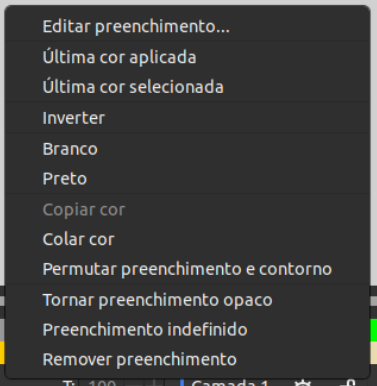 Editar preenchimento...
Última cor aplicada
Última cor selecionada
Inverter
Branco
Preto
Copiar cor
Colar cor
Permutar preenchimento e contorno
Tornar preenchimento opaco
Preenchimento indefinido
Remover preenchimento
T: 100 Camada 1